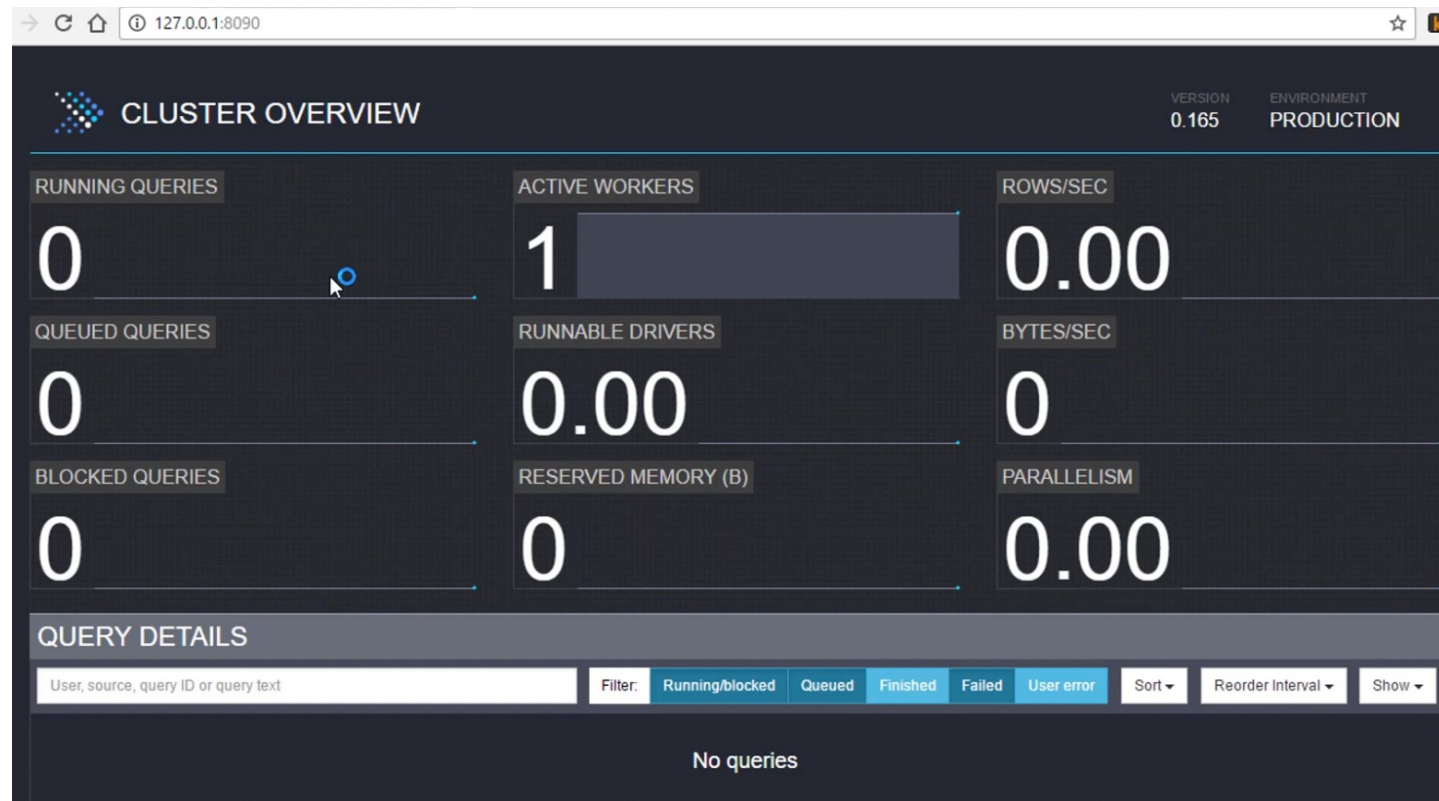 127.0.0.1:8090
CLUSTER OVERVIEW
VERSION ENVIRONMENT
0.165 PRODUCTION
RUNNING QUERIES ACTIVE WORKERS ROWS/SEC
0 1 0.00
QUEUED QUERIES RUNNABLE DRIVERS BYTES/SEC
0 0.00 0
BLOCKED QUERIES RESERVED MEMORY (B) PARALLELISM
0 0 0.00
QUERY DETAILS
User, source, query ID or query text Filter: Running/blocked Queued Finished Failed User error Sort Reorder Interval Show
No queries